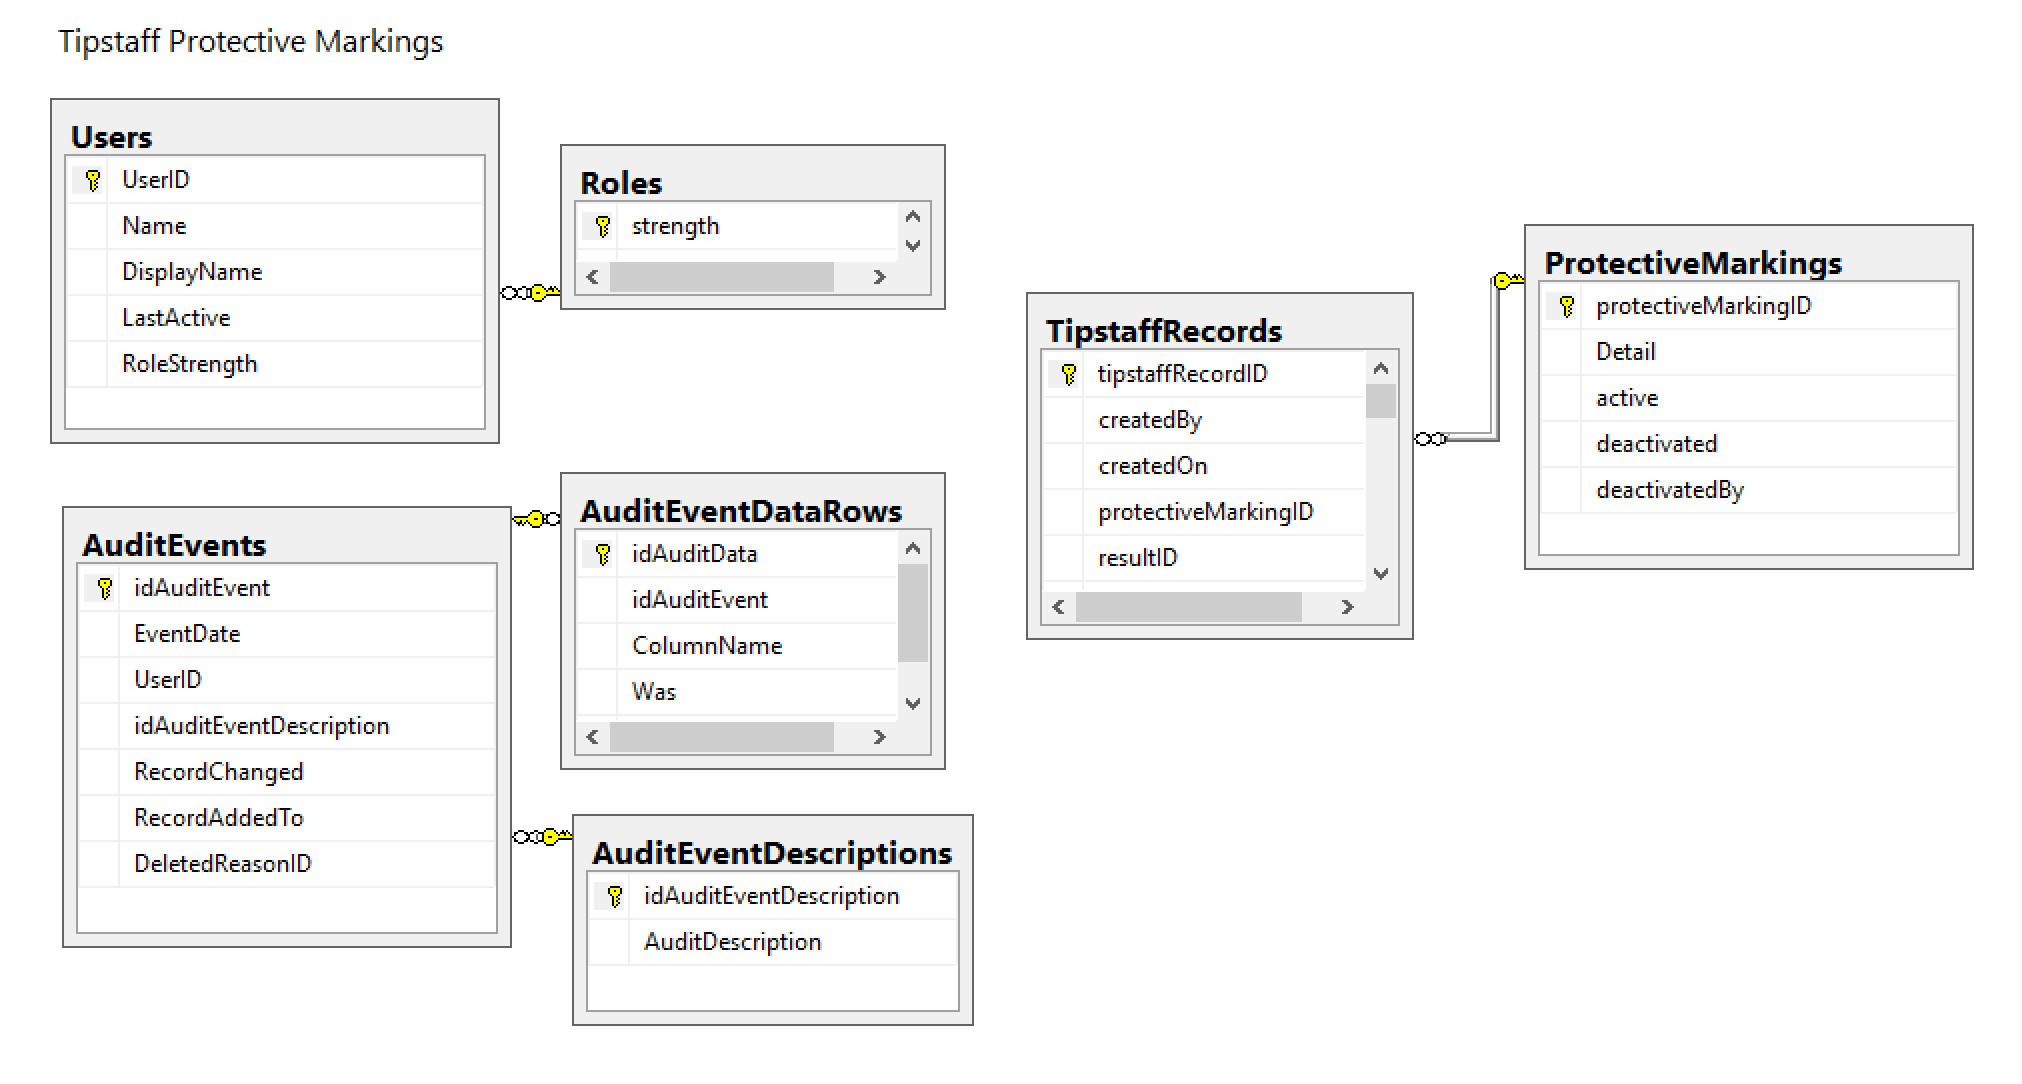 Tipstaff Protective Markings
Users
UserID
Name
DisplayName
LastActive
RoleStrength
Roles
strength
TipstaffRecords
tipstaffRecordID
createdBy
createdOn
protectiveMarkingID
resultID
ProtectiveMarkings
protectiveMarkingID
Detail
active
deactivated
deactivatedBy
AuditEvents
idAuditEvent
EventDate
UserID
idAuditEventDescription
RecordChanged
RecordAddedTo
DeletedReasonID
AuditEventDataRows
idAuditData
idAuditEvent
ColumnName
Was
AuditEventDescriptions
idAuditEventDescription
AuditDescription